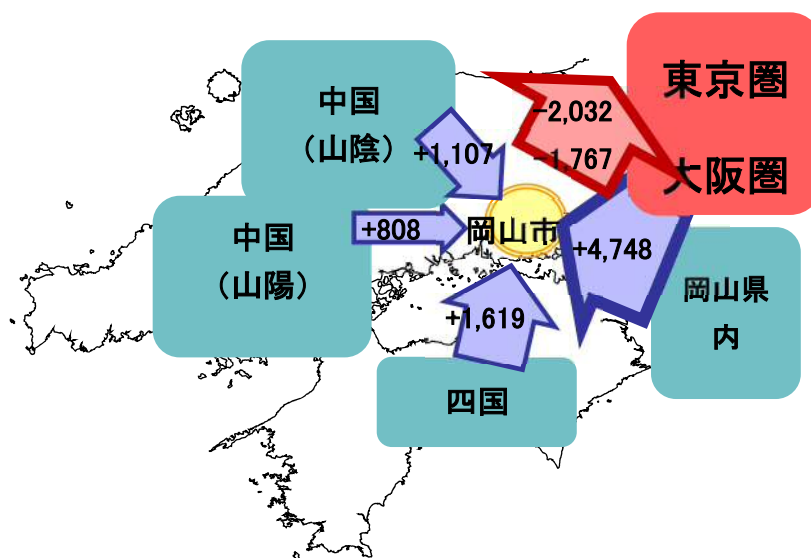 東京圏
大阪圏
-2,032
-1,767
中国
（山陰）
+1,107
中国
（山陽）
+808
岡山市
+4,748
岡山県
内
+1,619
四国